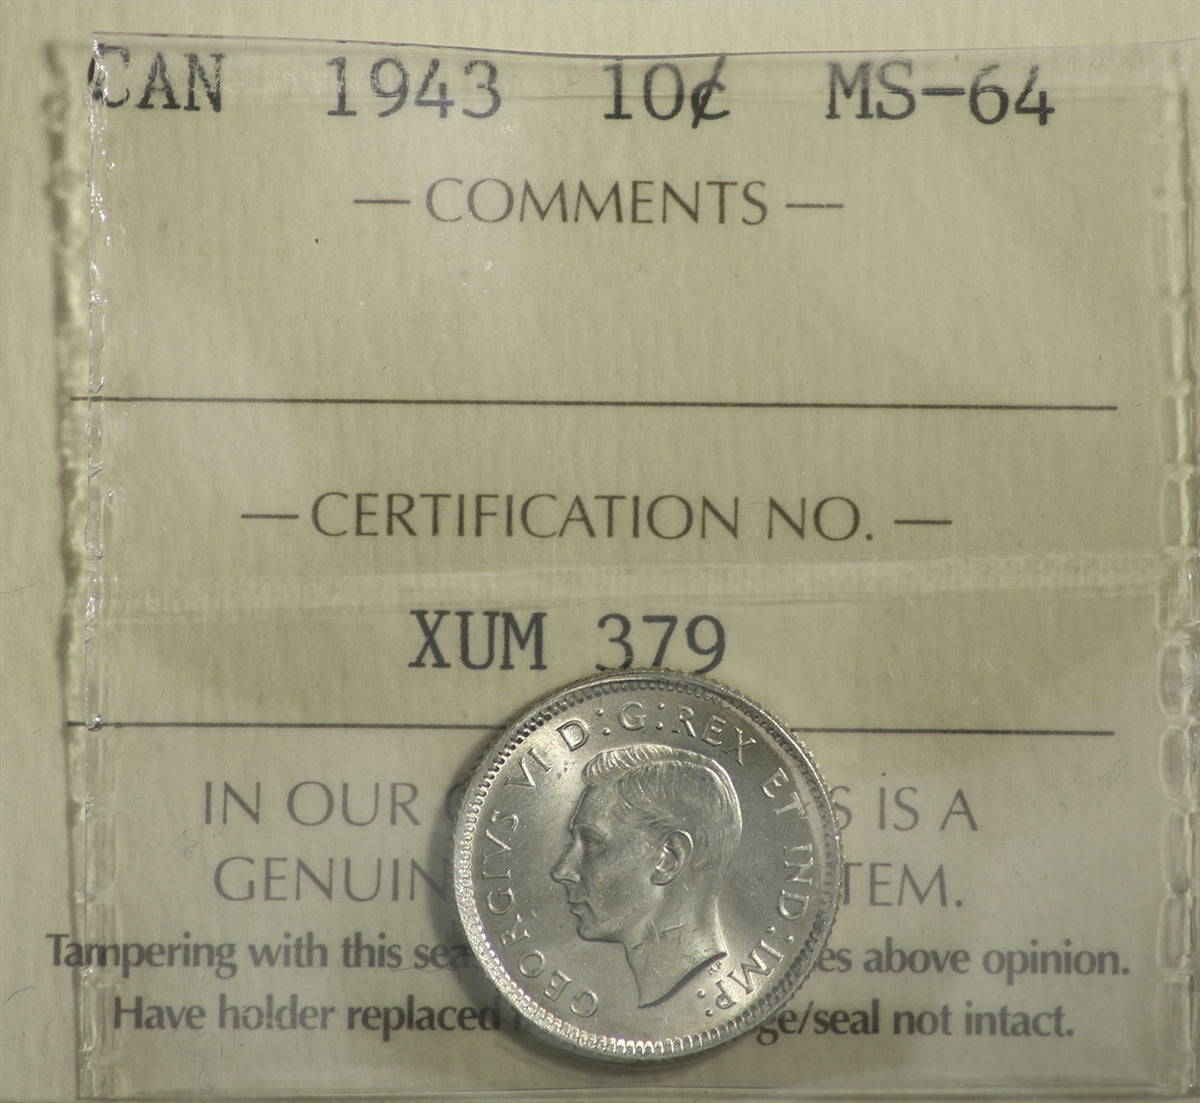 CAN 1943 10¢ MS-64
— COMMENTS —
— CERTIFICATION NO. —
XUM 379
IN OUR S IS A
GENUIN TEM.
Tampering with this sea es above opinion.
Have holder replaced ge/seal not intact.
GEORGIVS VI D:G:REX ET IND:IMP: